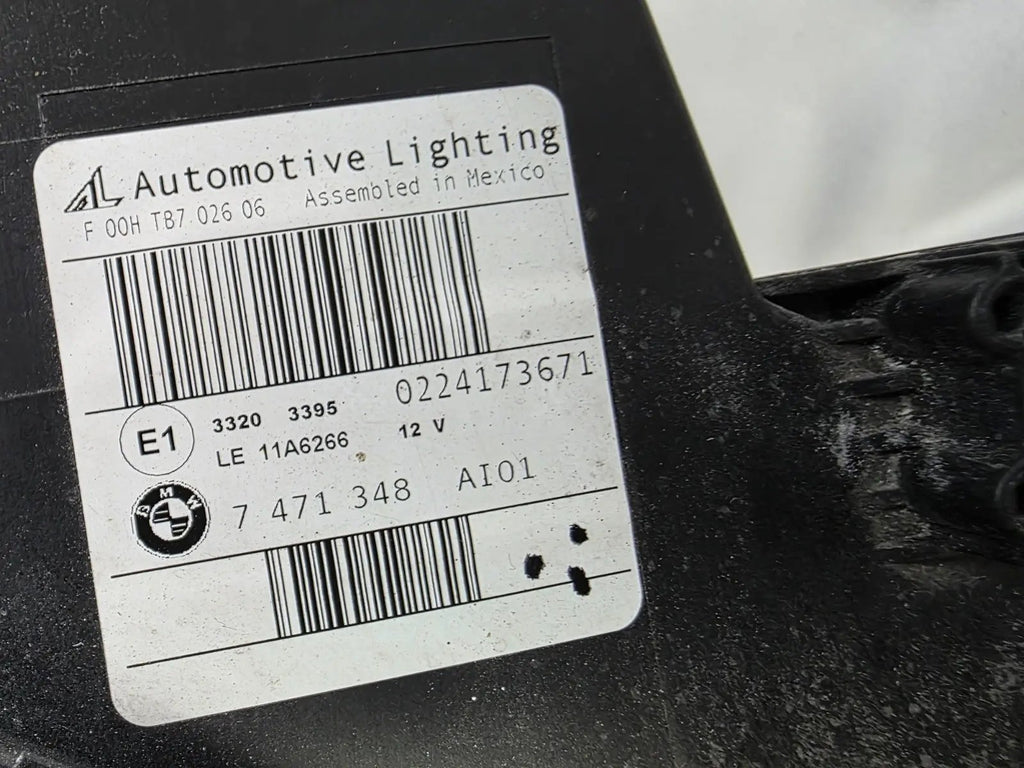 AL Automotive Lighting
F 00H TB7 026 06 Assembled in Mexico
0224173671
E1 3320 3395
LE 11A6266 12 V
BMW 7 471 348 AI01